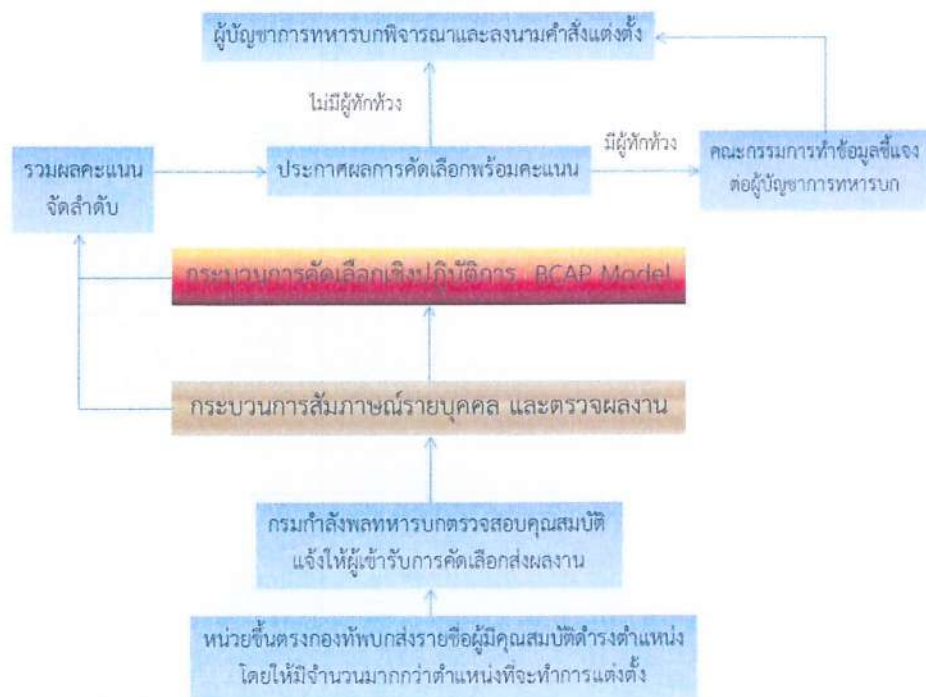 ผู้บัญชาการทหารบกพิจารณาและลงนามคำสั่งแต่งตั้ง
ไม่มีผู้ทักท้วง
มีผู้ทักท้วง
รวมผลคะแนน
จัดลำดับ
ประกาศผลการคัดเลือกพร้อมคะแนน
คณะกรรมการทำข้อมูลชี้แจง
ต่อผู้บัญชาการทหารบก
กระบวนการคัดเลือกเชิงปฏิบัติการ BCAP Model
กระบวนการสัมภาษณ์รายบุคคล และตรวจผลงาน
กรมกำลังพลทหารบกตรวจสอบคุณสมบัติ
แจ้งให้ผู้เข้ารับการคัดเลือกส่งผลงาน
หน่วยขึ้นตรงกองทัพบกส่งรายชื่อผู้มีคุณสมบัติดำรงตำแหน่ง
โดยให้มีจำนวนมากกว่าตำแหน่งที่จะทำการแต่งตั้ง